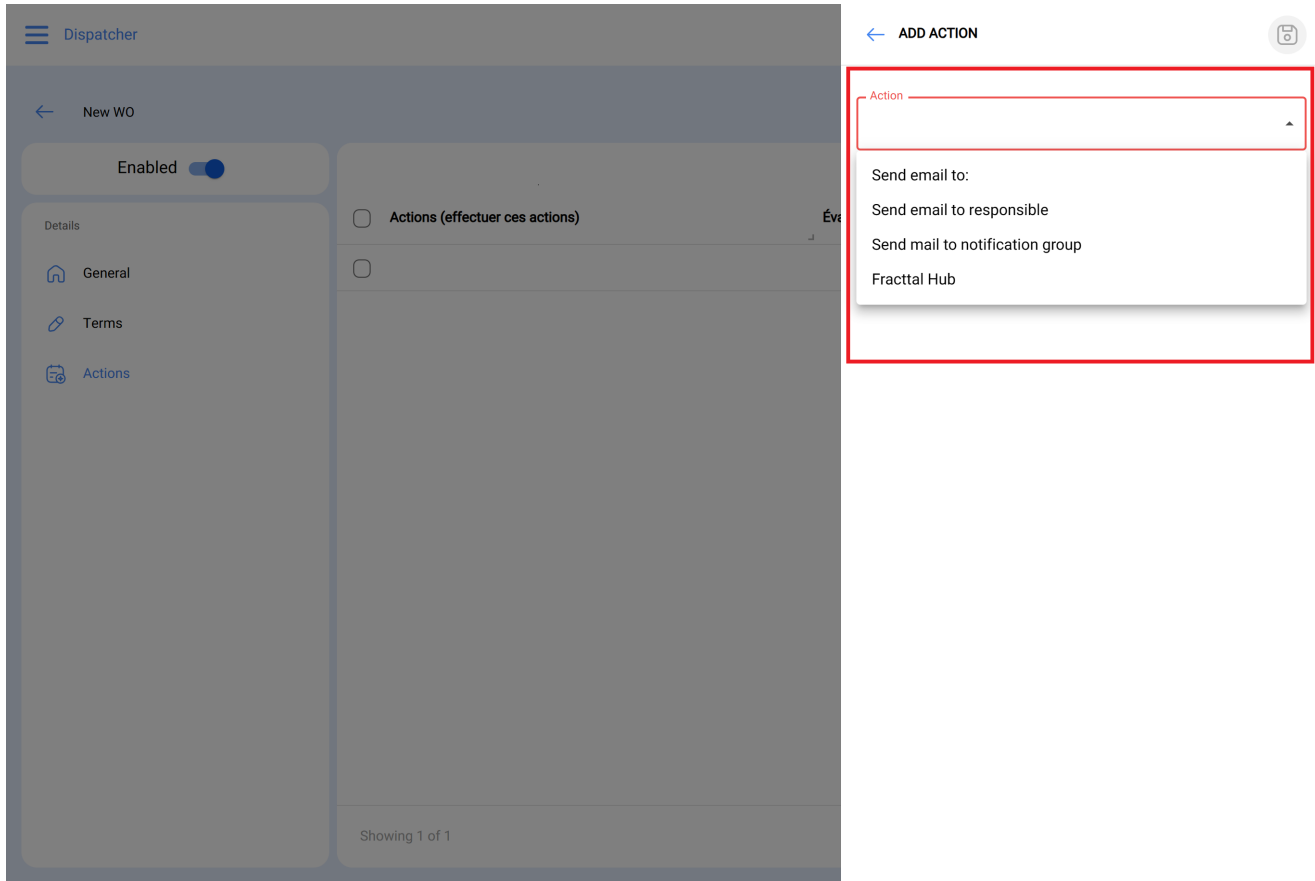 Dispatcher
New WO
Enabled
Details
General
Terms
Actions
Actions (effectuer ces actions)
Éva
Showing 1 of 1
ADD ACTION
Action
Send email to:
Send email to responsible
Send mail to notification group
Fracttal Hub